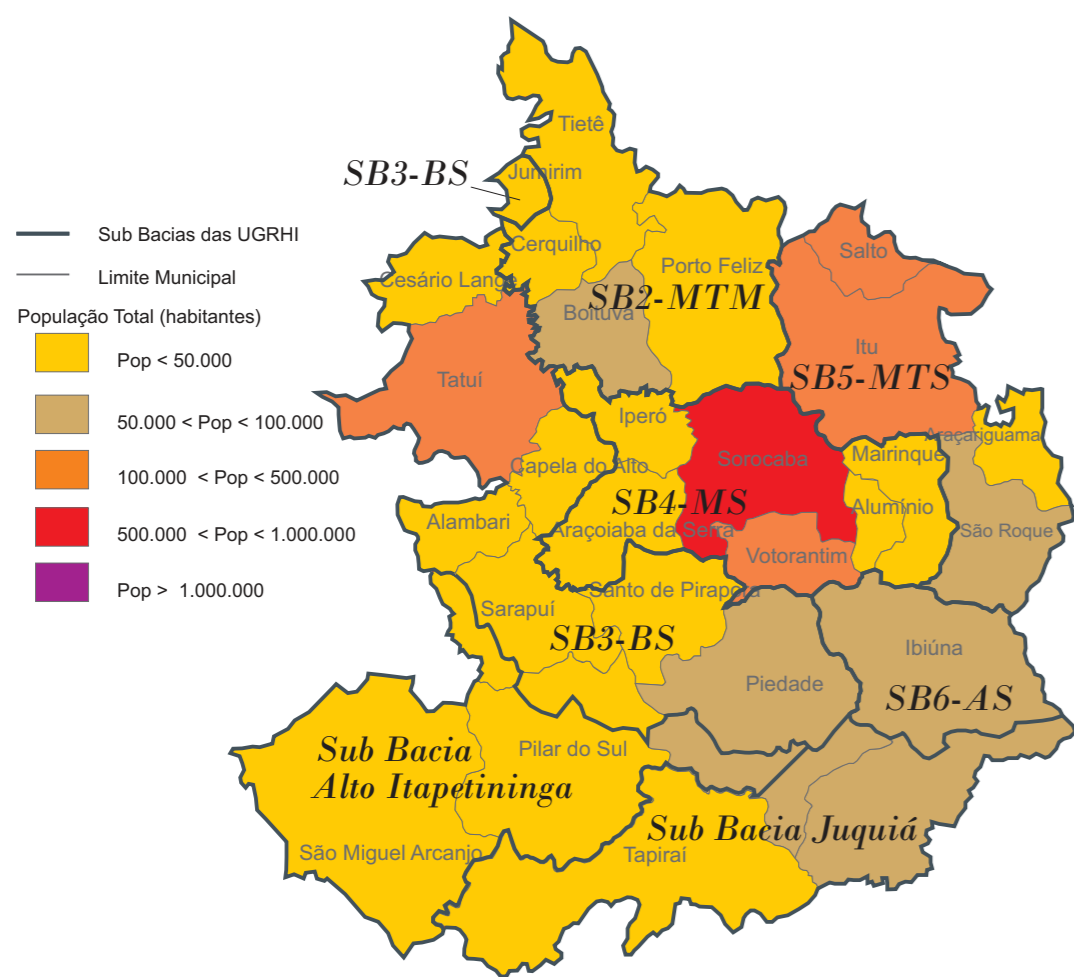 Tietê
SB3-BS
Jumirim
Sub Bacias das UGRHI
Cerquilho
Salto
Limite Municipal
Cesário Lange
Porto Feliz
População Total (habitantes)
SB2-MTM
Boituva
Pop < 50.000
Itu
SB5-MTS
Tatuí
50.000 < Pop < 100.000
Iperó
Araçariguama
Mairinque
Sorocaba
Capela do Alto
100.000 < Pop < 500.000
SB4-MS
Alumínio
Alambari
Araçoiaba da Serra
São Roque
500.000 < Pop < 1.000.000
Votorantim
Pop > 1.000.000
Santo de Pirapora
Sarapuí
SB3-BS
Ibiúna
Piedade
SB6-AS
Sub Bacia
Alto Itapetininga
Pilar do Sul
Sub Bacia Juquiá
São Miguel Arcanjo
Tapiraí